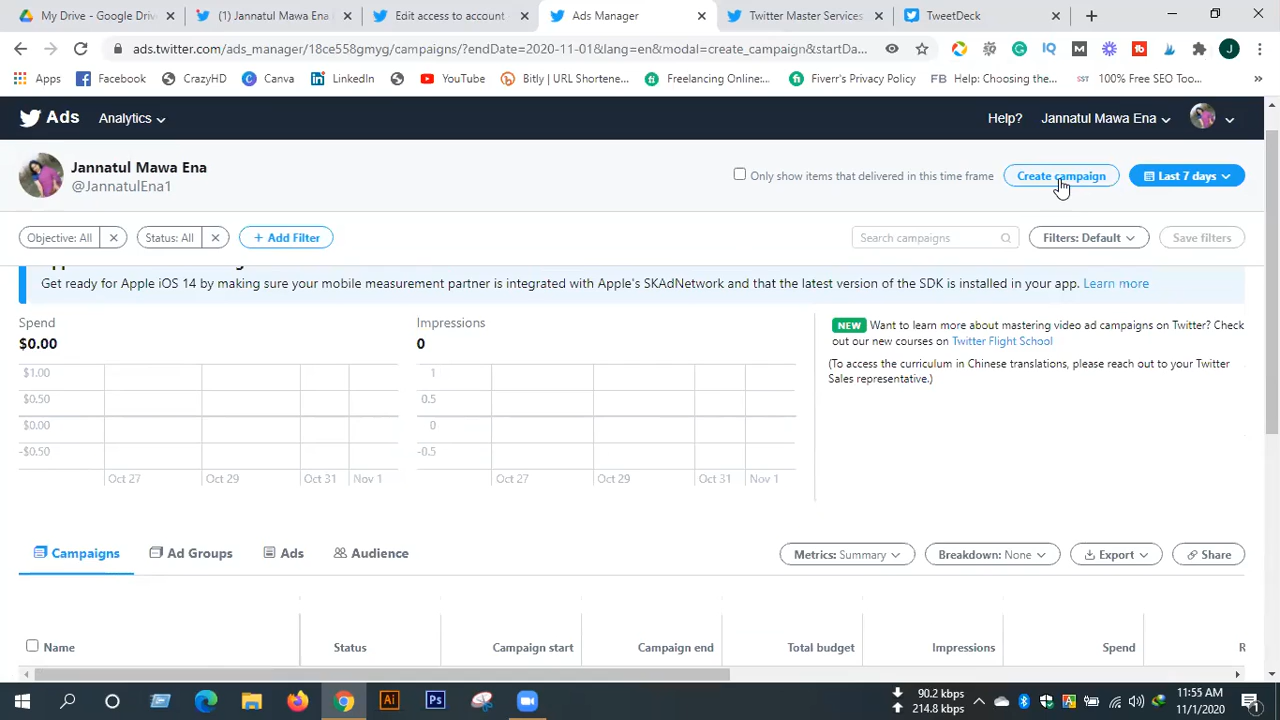 My Drive - Google Driv
(1) Jannatul Mawa Ena
Edit access to account
Ads Manager
Twitter Master Services
TweetDeck
ads.twitter.com/ads_manager/18ce558gmyg/campaigns/?endDate=2020-11-01&lang=en&modal=create_campaign&startDa...
Apps Facebook CrazyHD Canva LinkedIn YouTube Bitly | URL Shortene... Freelancing Online:... Fiverr's Privacy Policy FB Help: Choosing the... SST 100% Free SEO Too... »
Ads Analytics Help? Jannatul Mawa Ena
Jannatul Mawa Ena
@JannatulEna1
Only show items that delivered in this time frame Create campaign Last 7 days
Objective: All Status: All + Add Filter Search campaigns Filters: Default Save filters
Get ready for Apple iOS 14 by making sure your mobile measurement partner is integrated with Apple's SKAdNetwork and that the latest version of the SDK is installed in your app. Learn more
Spend
$0.00
$1.00
$0.50
$0.00
-$0.50
Oct 27 Oct 29 Oct 31 Nov 1
Impressions
0
1
0.5
0
-0.5
Oct 27 Oct 29 Oct 31 Nov 1
NEW Want to learn more about mastering video ad campaigns on Twitter? Check
out our new courses on Twitter Flight School
(To access the curriculum in Chinese translations, please reach out to your Twitter
Sales representative.)
Campaigns Ad Groups Ads Audience Metrics: Summary Breakdown: None Export Share
Name Status Campaign start Campaign end Total budget Impressions Spend R
Ai Ps
90.2 kbps
214.8 kbps
11:55 AM
11/1/2020